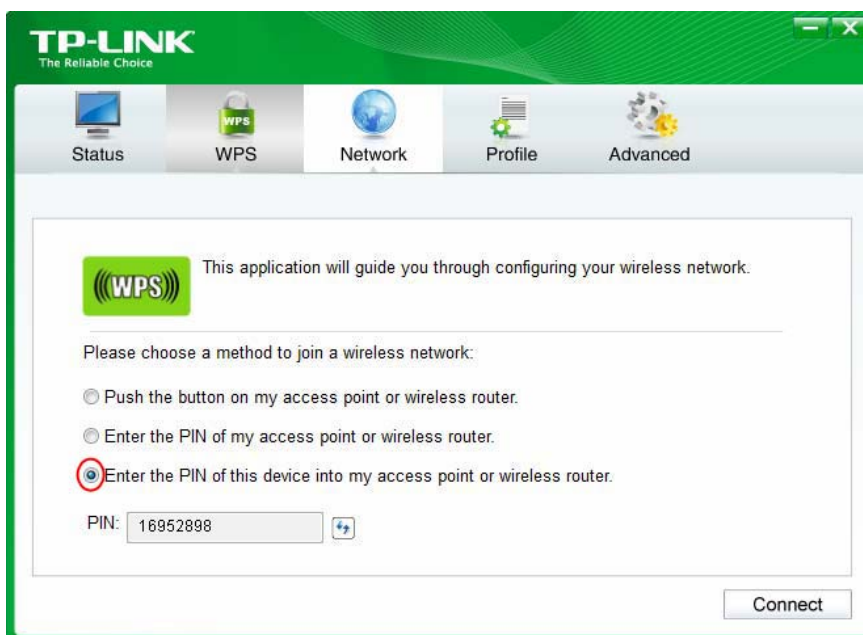 TP-LINK
The Reliable Choice
Status
WPS
WPS
Network
Profile
Advanced
(((WPS)))
This application will guide you through configuring your wireless network.
Please choose a method to join a wireless network:
Push the button on my access point or wireless router.
Enter the PIN of my access point or wireless router.
Enter the PIN of this device into my access point or wireless router.
PIN: 16952898
Connect